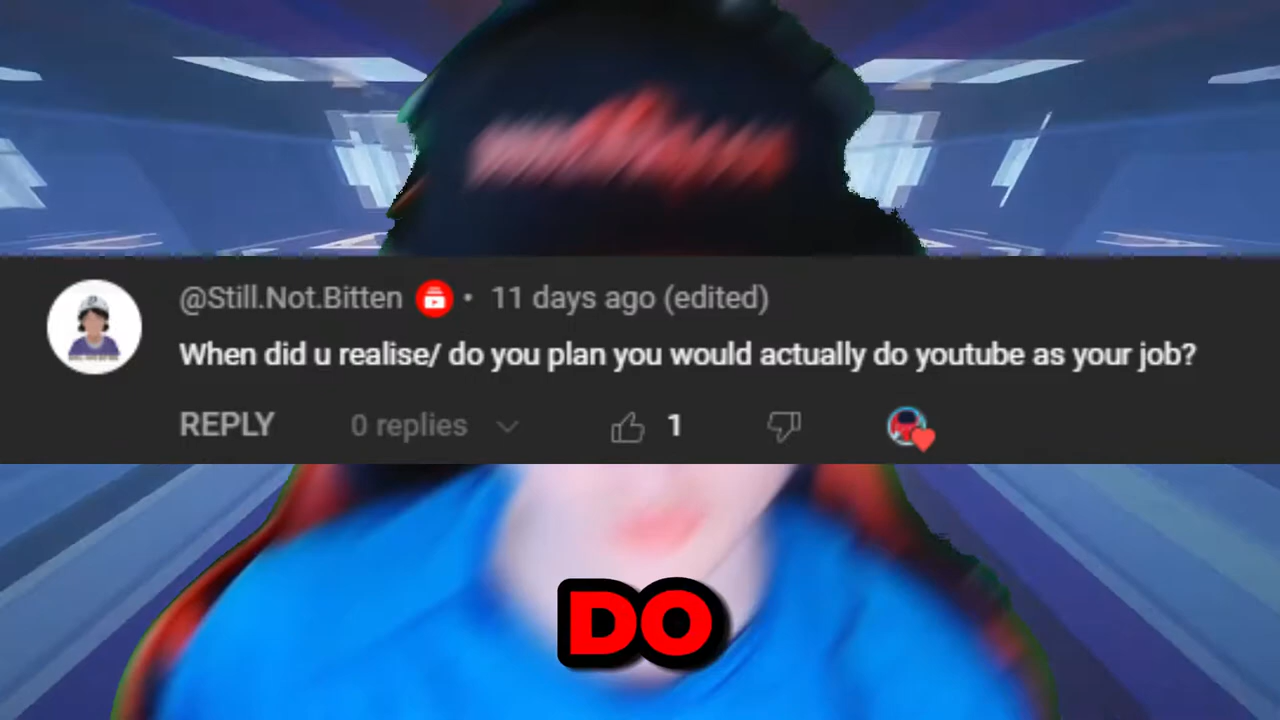 @Still.Not.Bitten • 11 days ago (edited)
When did u realise/ do you plan you would actually do youtube as your job?
REPLY 0 replies 1
DO